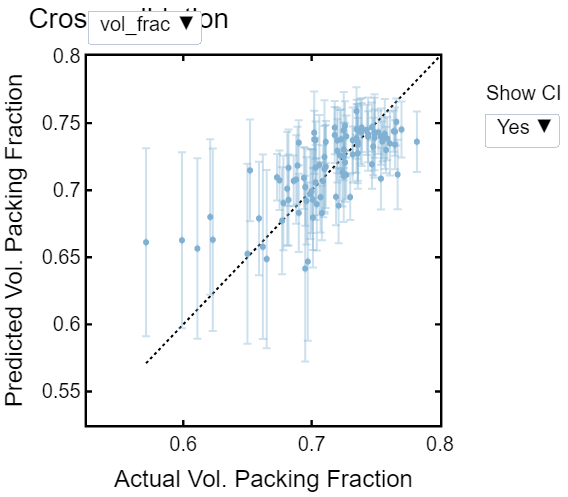 Cros
on
vol_frac ▼
0.8
0.75
0.7
0.65
0.6
0.55
Predicted Vol. Packing Fraction
0.6 0.7 0.8
Actual Vol. Packing Fraction
Show CI
Yes ▼